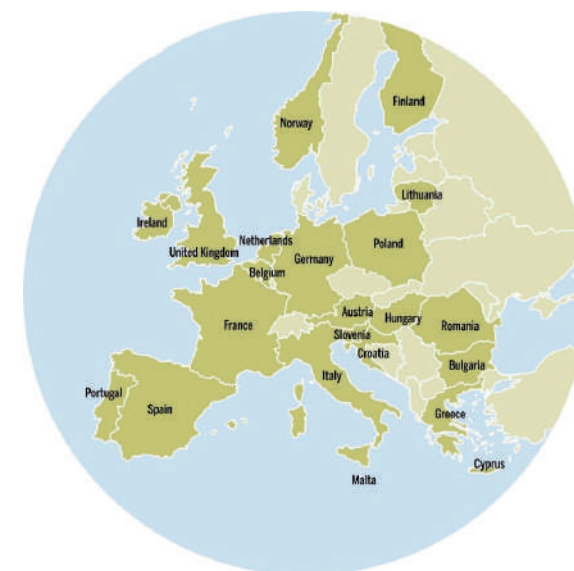 Finland
Norway
Lithuania
Ireland
Netherlands
United Kingdom
Poland
Germany
Belgium
Austria
Hungary
France
Romania
Slovenia
Croatia
Bulgaria
Italy
Portugal
Spain
Greece
Cyprus
Malta